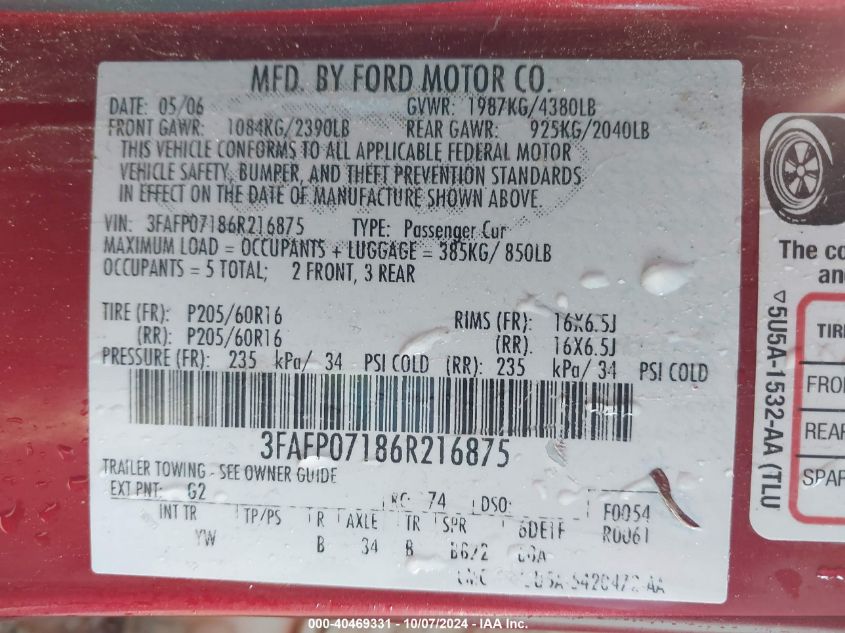 MFD. BY FORD MOTOR CO.
DATE: 05/06 GVWR: 1987KG/4380LB
FRONT GAWR: 1084KG/2390LB REAR GAWR: 925KG/2040LB
THIS VEHICLE CONFORMS TO ALL APPLICABLE FEDERAL MOTOR
VEHICLE SAFETY, BUMPER, AND THEFT PREVENTION STANDARDS
IN EFFECT ON THE DATE OF MANUFACTURE SHOWN ABOVE.
VIN: 3FAFP07186R216875 TYPE: Passenger Car
MAXIMUM LOAD = OCCUPANTS + LUGGAGE = 385KG/ 850LB
OCCUPANTS = 5 TOTAL; 2 FRONT, 3 REAR
TIRE (FR): P205/60R16 RIMS (FR): 16X6.5J
(RR): P205/60R16 (RR). 16X6.5J
PRESSURE (FR): 235 kPa/ 34 PSI COLD (RR): 235 kPa/ 34 PSI COLD
3FAFP07186R216875
TRAILER TOWING - SEE OWNER GUIDE
EXT PNT: G2 RC: 74 DSO: F0054
INT TR TP/PS R AXLE TR SPR R0061
YW B 34 B
The co
an
TIRE
FRO
REAR
SPAR
▽5U5A-1532-AA (TLU
000-40469331 - 10/07/2024 - IAA Inc.